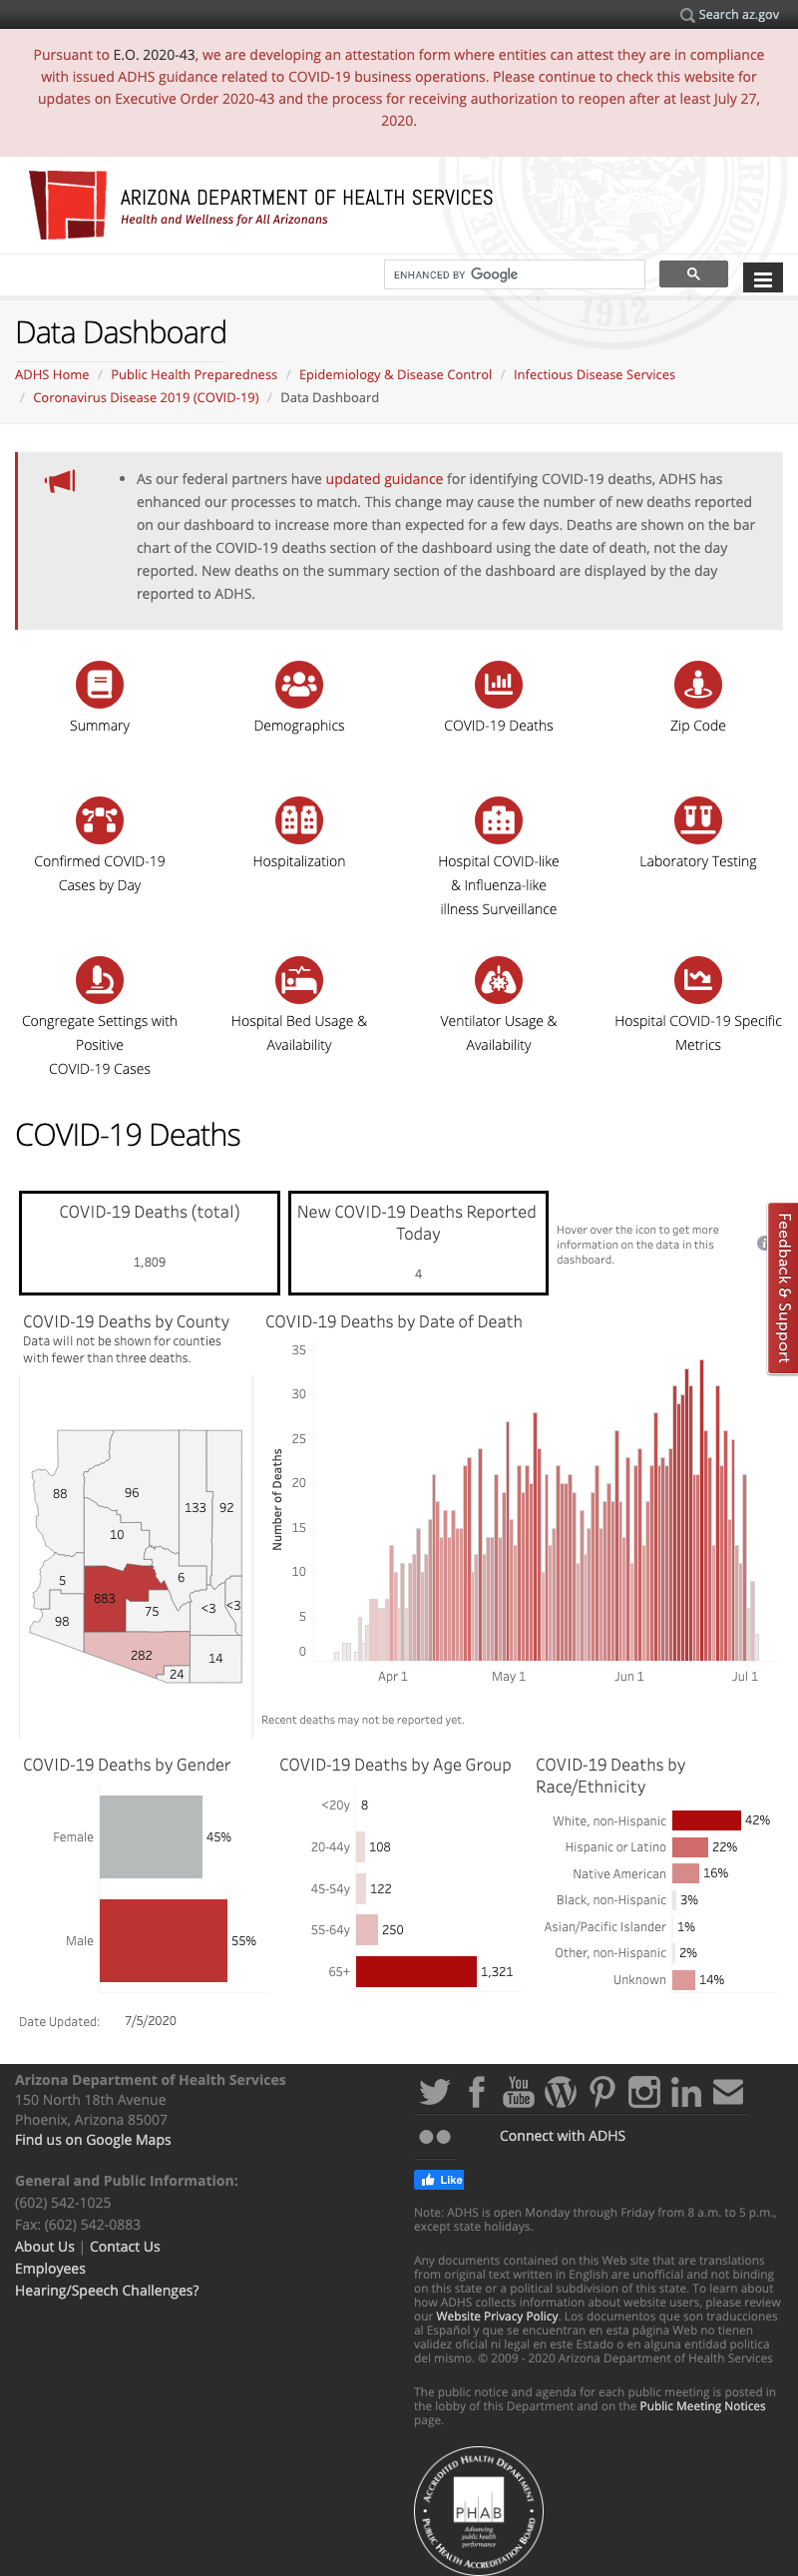 Search az.gov
Pursuant to E.O. 2020-43, we are developing an attestation form where entities can attest they are in compliance
with issued ADHS guidance related to COVID-19 business operations. Please continue to check this website for
updates on Executive Order 2020-43 and the process for receiving authorization to reopen after at least July 27,
2020.
ARIZONA DEPARTMENT OF HEALTH SERVICES
Health and Wellness for All Arizonans
ENHANCED BY Google
1912
Data Dashboard
ADHS Home / Public Health Preparedness / Epidemiology & Disease Control / Infectious Disease Services
/ Coronavirus Disease 2019 (COVID-19) / Data Dashboard
• As our federal partners have updated guidance for identifying COVID-19 deaths, ADHS has
enhanced our processes to match. This change may cause the number of new deaths reported
on our dashboard to increase more than expected for a few days. Deaths are shown on the bar
chart of the COVID-19 deaths section of the dashboard using the date of death, not the day
reported. New deaths on the summary section of the dashboard are displayed by the day
reported to ADHS.
Summary
Demographics
COVID-19 Deaths
Zip Code
Confirmed COVID-19
Cases by Day
Hospitalization
Hospital COVID-like
& Influenza-like
illness Surveillance
Laboratory Testing
Congregate Settings with
Positive
COVID-19 Cases
Hospital Bed Usage &
Availability
Ventilator Usage &
Availability
Hospital COVID-19 Specific
Metrics
COVID-19 Deaths
COVID-19 Deaths (total)
1,809
New COVID-19 Deaths Reported
Today
4
Hover over the icon to get more
information on the data in this
dashboard.
Feedback & Support
COVID-19 Deaths by County
Data will not be shown for counties
with fewer than three deaths.
88
96
133
92
10
5
6
883
75
<3
<3
98
282
14
24
COVID-19 Deaths by Date of Death
Number of Deaths
35
30
25
20
15
10
5
0
Apr 1
May 1
Jun 1
Jul 1
Recent deaths may not be reported yet.
COVID-19 Deaths by Gender
Female 45%
Male 55%
COVID-19 Deaths by Age Group
<20y 8
20-44y 108
45-54y 122
55-64y 250
65+ 1,321
COVID-19 Deaths by
Race/Ethnicity
White, non-Hispanic 42%
Hispanic or Latino 22%
Native American 16%
Black, non-Hispanic 3%
Asian/Pacific Islander 1%
Other, non-Hispanic 2%
Unknown 14%
Date Updated: 7/5/2020
Arizona Department of Health Services
150 North 18th Avenue
Phoenix, Arizona 85007
Find us on Google Maps
General and Public Information:
(602) 542-1025
Fax: (602) 542-0883
About Us | Contact Us
Employees
Hearing/Speech Challenges?
You
Tube
in
Connect with ADHS
Like
Note: ADHS is open Monday through Friday from 8 a.m. to 5 p.m.,
except state holidays.
Any documents contained on this Web site that are translations
from original text written in English are unofficial and not binding
on this state or a political subdivision of this state. To learn about
how ADHS collects information about website users, please review
our Website Privacy Policy. Los documentos que son traducciones
al Español y que se encuentran en esta página Web no tienen
validez oficial ni legal en este Estado o en alguna entidad política
del mismo. © 2009 - 2020 Arizona Department of Health Services
The public notice and agenda for each public meeting is posted in
the lobby of this Department and on the Public Meeting Notices
page.
ACCREDITED HEALTH DEPARTMENT
PHAB
Advancing
public health
performance
PUBLIC HEALTH ACCREDITATION BOARD